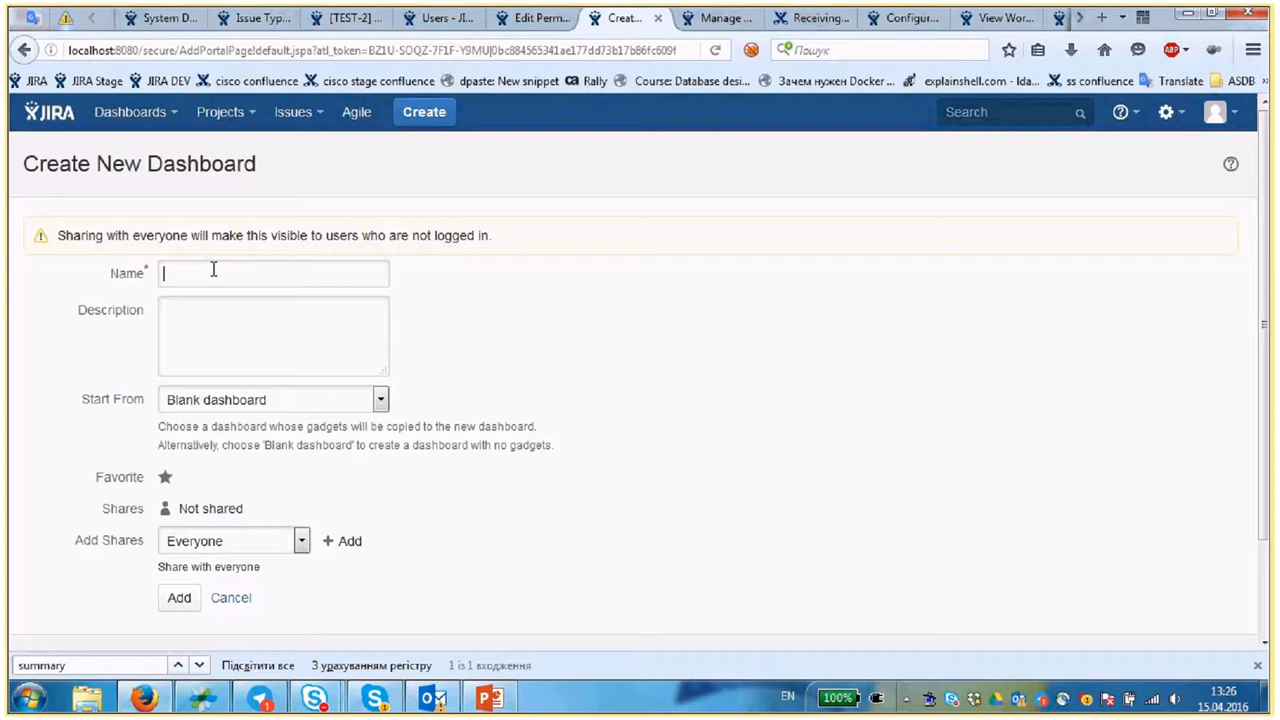 System D...
Issue Typ...
[TEST-2] ...
Users - JI...
Edit Perm...
Creat...
Manage ...
Receiving...
Configur...
View Wor...
localhost:8080/secure/AddPortalPage!default.jspa?atl_token=BZ1U-SOQZ-7F1F-Y9MU|0bc884565341ae177dd73b17b86fc609f
Пошук
ABP
JIRA
JIRA Stage
JIRA DEV
cisco confluence
cisco stage confluence
dpaste: New snippet
ca Rally
Course: Database desi...
Зачем нужен Docker ...
explainshell.com - Ida...
ss confluence
Translate
ASDB
JIRA
Dashboards
Projects
Issues
Agile
Create
Search
Create New Dashboard
Sharing with everyone will make this visible to users who are not logged in.
Name*
Description
Start From
Blank dashboard
Choose a dashboard whose gadgets will be copied to the new dashboard.
Alternatively, choose 'Blank dashboard' to create a dashboard with no gadgets.
Favorite
Shares
Not shared
Add Shares
Everyone
+ Add
Share with everyone
Add
Cancel
summary
Підсвітити все
З урахуванням регістру
1 із 1 входження
EN
100%
13:26
15.04.2016